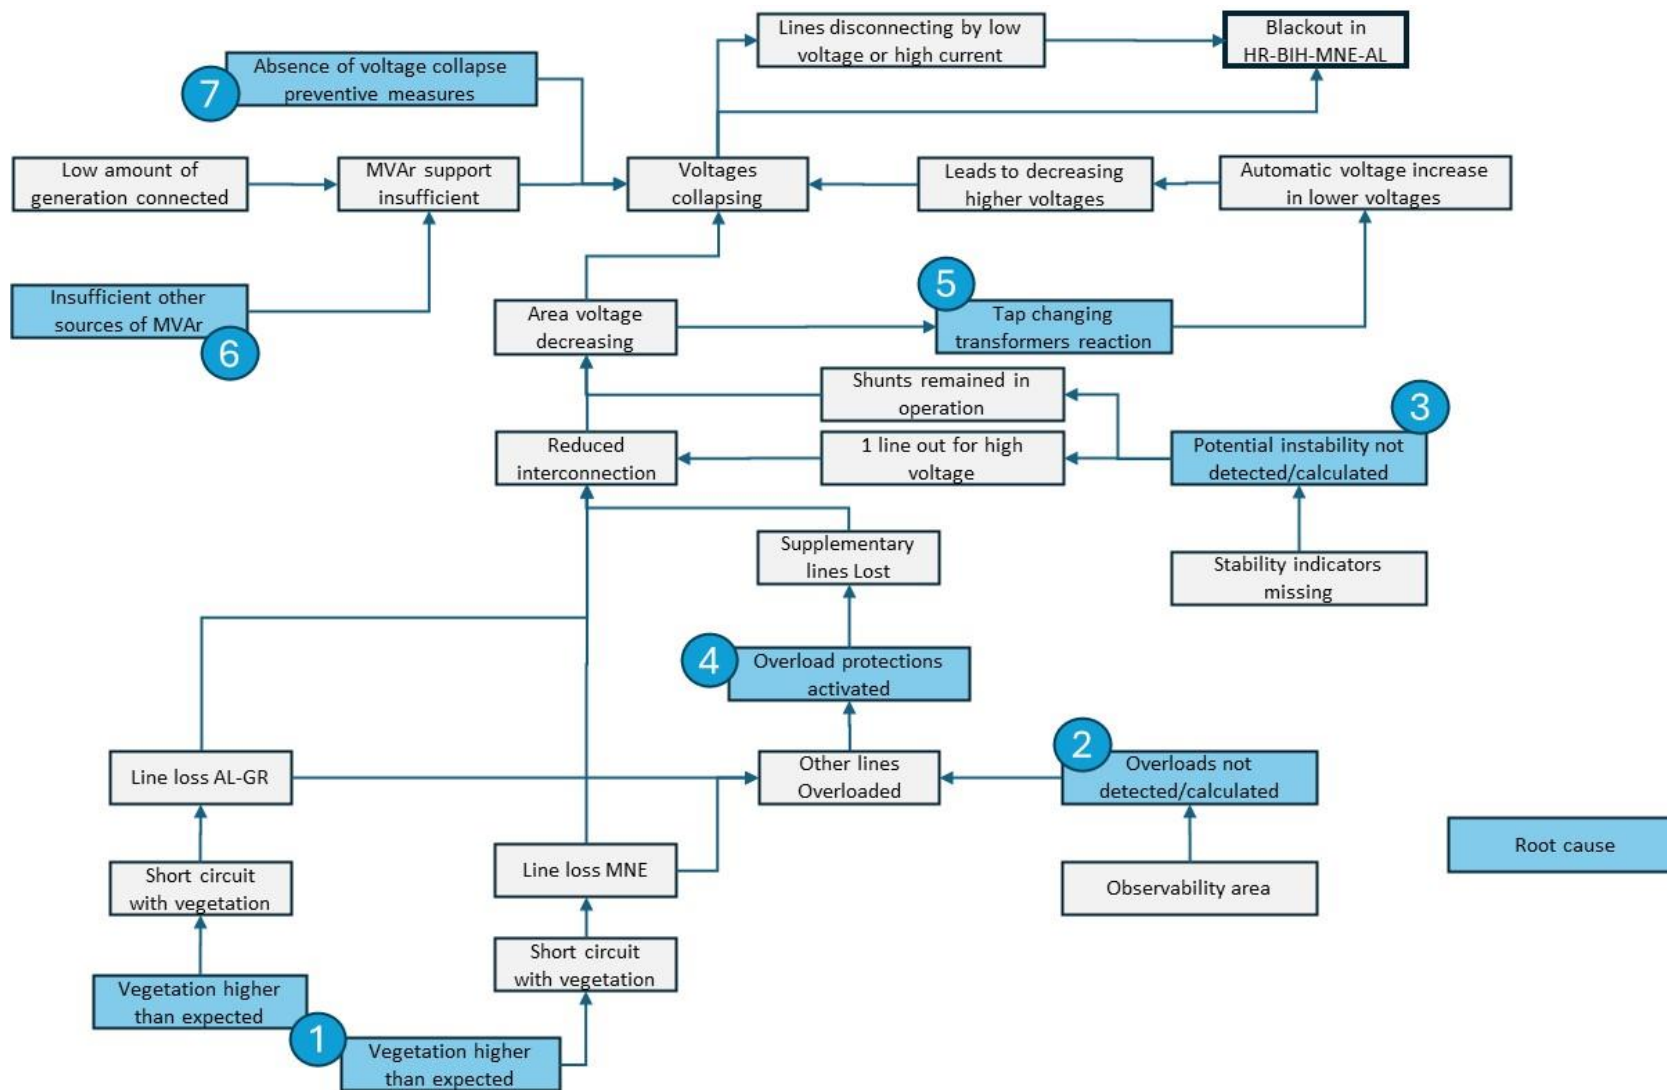 Lines disconnecting by low
voltage or high current
Blackout in
HR-BIH-MNE-AL
Absence of voltage collapse
preventive measures
7
Low amount of
generation connected
MVAr support
insufficient
Voltages
collapsing
Leads to decreasing
higher voltages
Automatic voltage increase
in lower voltages
Insufficient other
sources of MVAr
6
Area voltage
decreasing
5
Tap changing
transformers reaction
Shunts remained in
operation
3
Reduced
interconnection
1 line out for high
voltage
Potential instability not
detected/calculated
Supplementary
lines Lost
Stability indicators
missing
4
Overload protections
activated
Line loss AL-GR
Other lines
Overloaded
2
Overloads not
detected/calculated
Root cause
Short circuit
with vegetation
Line loss MNE
Observability area
Short circuit
with vegetation
Vegetation higher
than expected
1
Vegetation higher
than expected